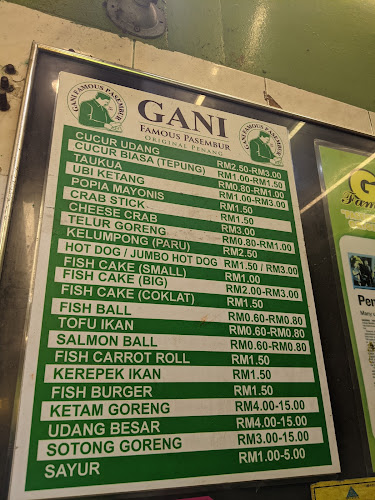 GANI FAMOUS PASEMBUR
GANI
FAMOUS PASEMBUR
ORIGINAL PENANG
GANI FAMOUS PASEMBUR
CUCUR UDANG RM2.50-RM3.00
CUCUR BIASA (TEPUNG) RM1.00-RM1.50
TAUKUA RM0.80-RM1.00
UBI KETANG RM1.00-RM3.00
POPIA MAYONIS RM1.50
CRAB STICK RM1.50
CHEESE CRAB RM3.00
TELUR GORENG RM0.80-RM1.00
KELUMPONG (PARU) RM2.50
HOT DOG / JUMBO HOT DOG RM1.50 / RM3.00
FISH CAKE (SMALL) RM1.00
FISH CAKE (BIG) RM2.00-RM3.00
FISH CAKE (COKLAT) RM1.50
FISH BALL RM0.60-RM0.80
TOFU IKAN RM0.60-RM0.80
SALMON BALL RM0.60-RM0.80
FISH CARROT ROLL RM1.50
KEREPEK IKAN RM1.50
FISH BURGER RM1.50
KETAM GORENG RM4.00-15.00
UDANG BESAR RM4.00-15.00
SOTONG GORENG RM3.00-15.00
SAYUR RM1.00-5.00
G
Fam
Pen